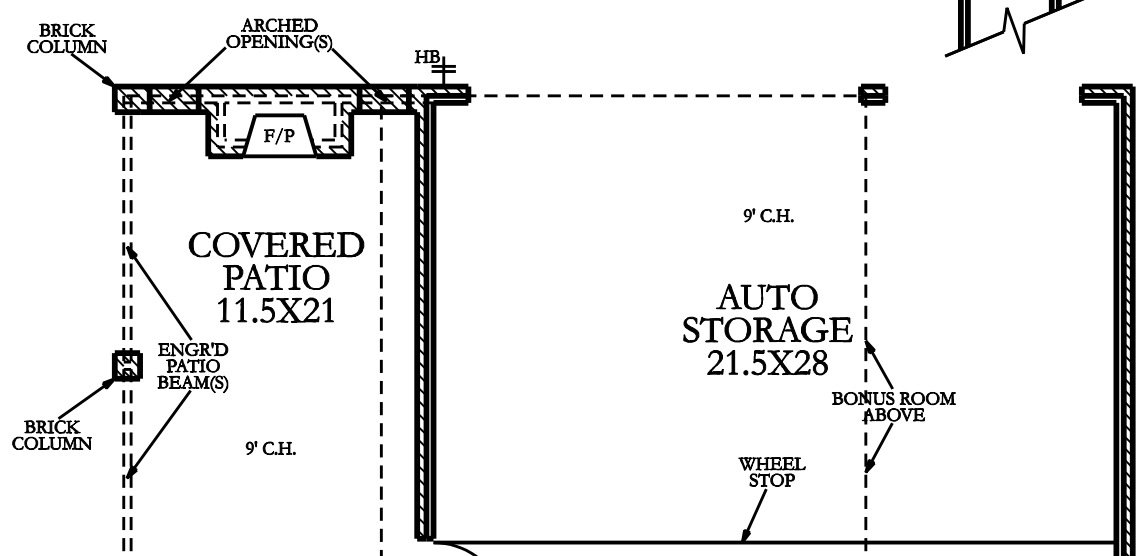 BRICK
COLUMN
ARCHED
OPENING(S)
HB
F/P
COVERED
PATIO
11.5X21
9' C.H.
AUTO
STORAGE
21.5X28
ENGR'D
PATIO
BEAM(S)
BRICK
COLUMN
9' C.H.
BONUS ROOM
ABOVE
WHEEL
STOP